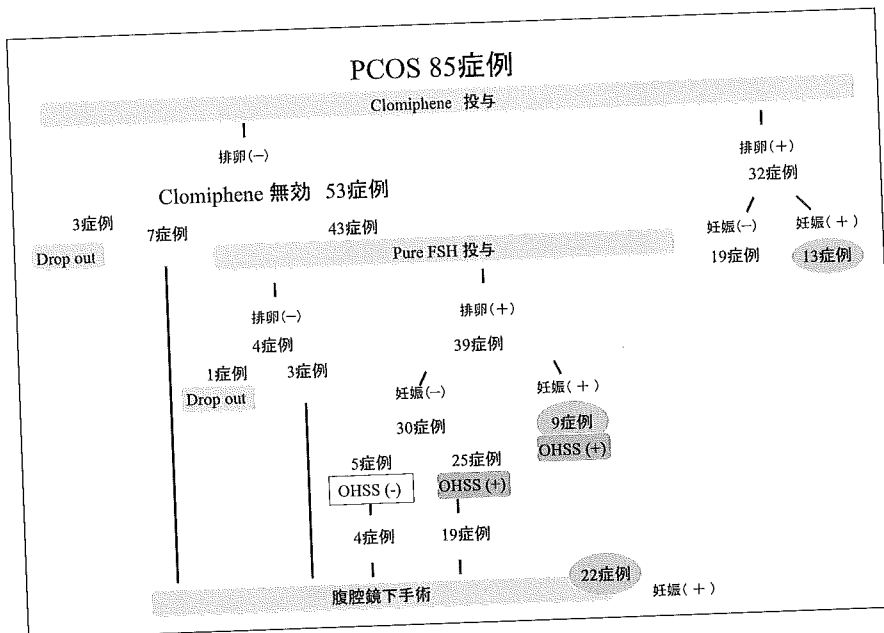 PCOS 85症例
Clomiphene 投与
排卵(－)
排卵(＋)
32症例
Clomiphene 無効 53症例
3症例
7症例
43症例
妊娠(－)
妊娠(＋)
Drop out
Pure FSH 投与
19症例
13症例
排卵(－)
排卵(＋)
4症例
39症例
1症例
3症例
Drop out
妊娠(－)
妊娠(＋)
30症例
9症例
OHSS (+)
5症例
25症例
OHSS (-)
OHSS (+)
4症例
19症例
腹腔鏡下手術
22症例
妊娠(＋)